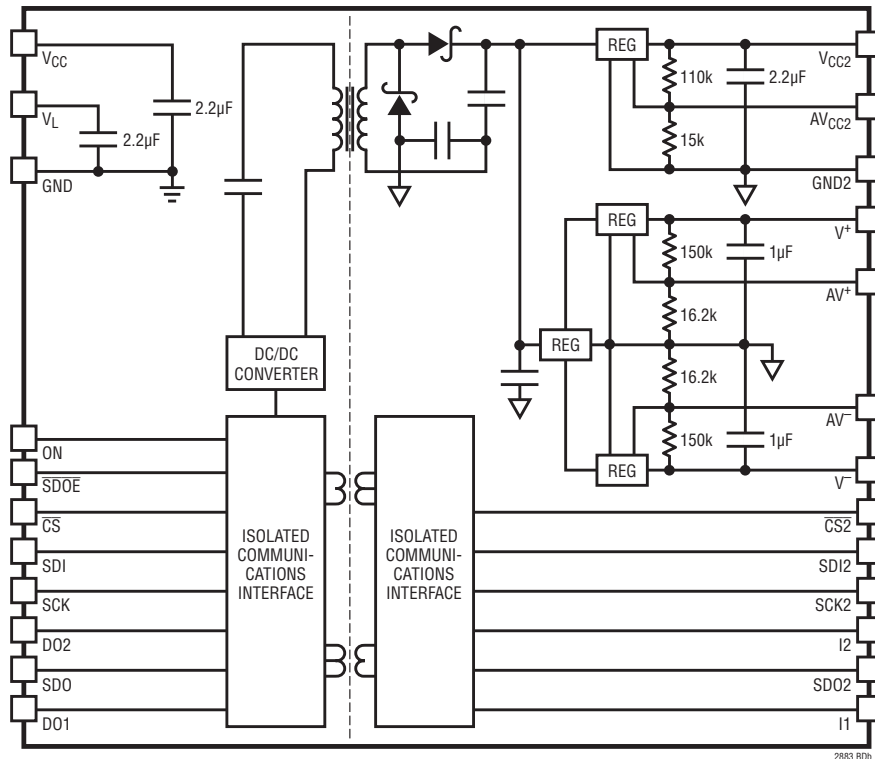 VCC
2.2µF
VL
2.2µF
GND
REG
110k
2.2µF
VCC2
AVCC2
15k
GND2
REG
V+
150k
1µF
AV+
16.2k
REG
DC/DC
CONVERTER
16.2k
AV−
150k
1µF
REG
V−
ON
SDOE
CS
SDI
SCK
DO2
SDO
DO1
ISOLATED
COMMUNI-
CATIONS
INTERFACE
ISOLATED
COMMUNI-
CATIONS
INTERFACE
CS2
SDI2
SCK2
I2
SDO2
I1
2883 BDb